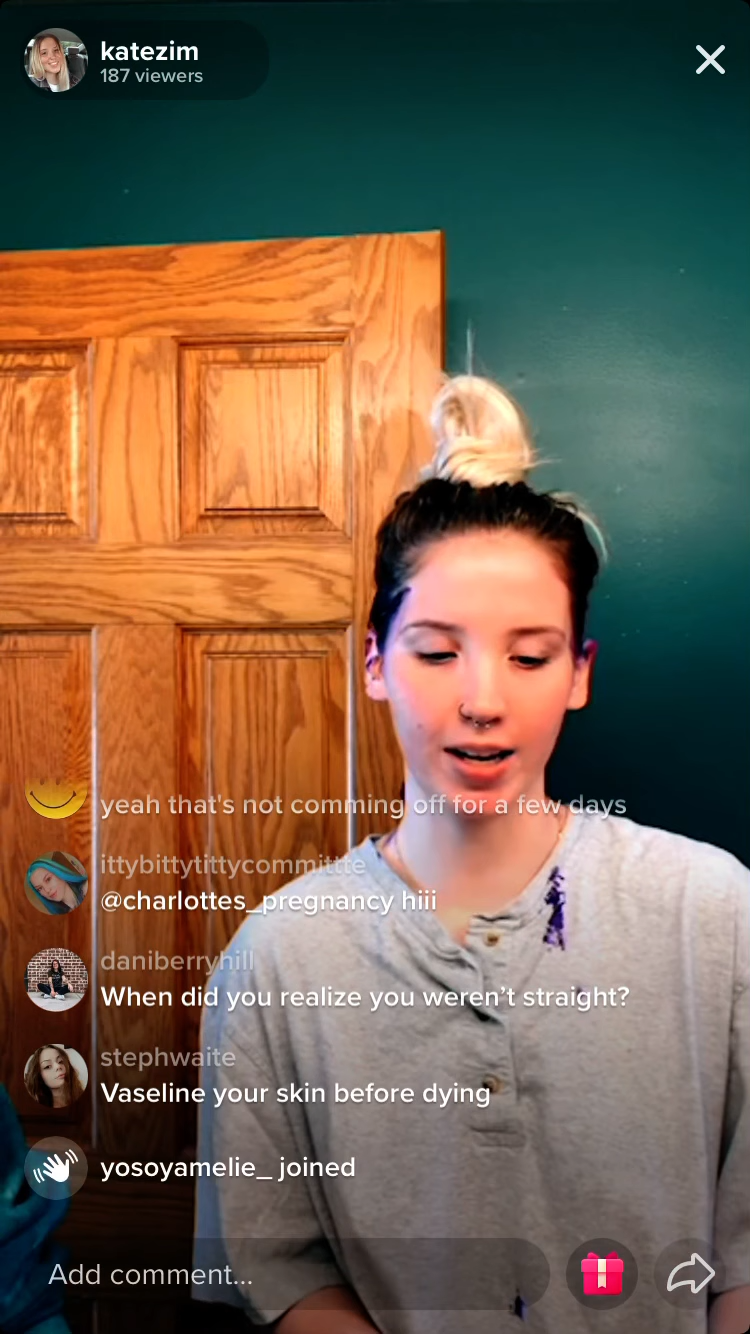 katezim
187 viewers
yeah that's not comming off for a few days
ittybittytittycommittte
@charlottes_pregnancy hiii
daniberryhill
When did you realize you weren't straight?
stephwaite
Vaseline your skin before dying
yosoyamelie_ joined
Add comment...